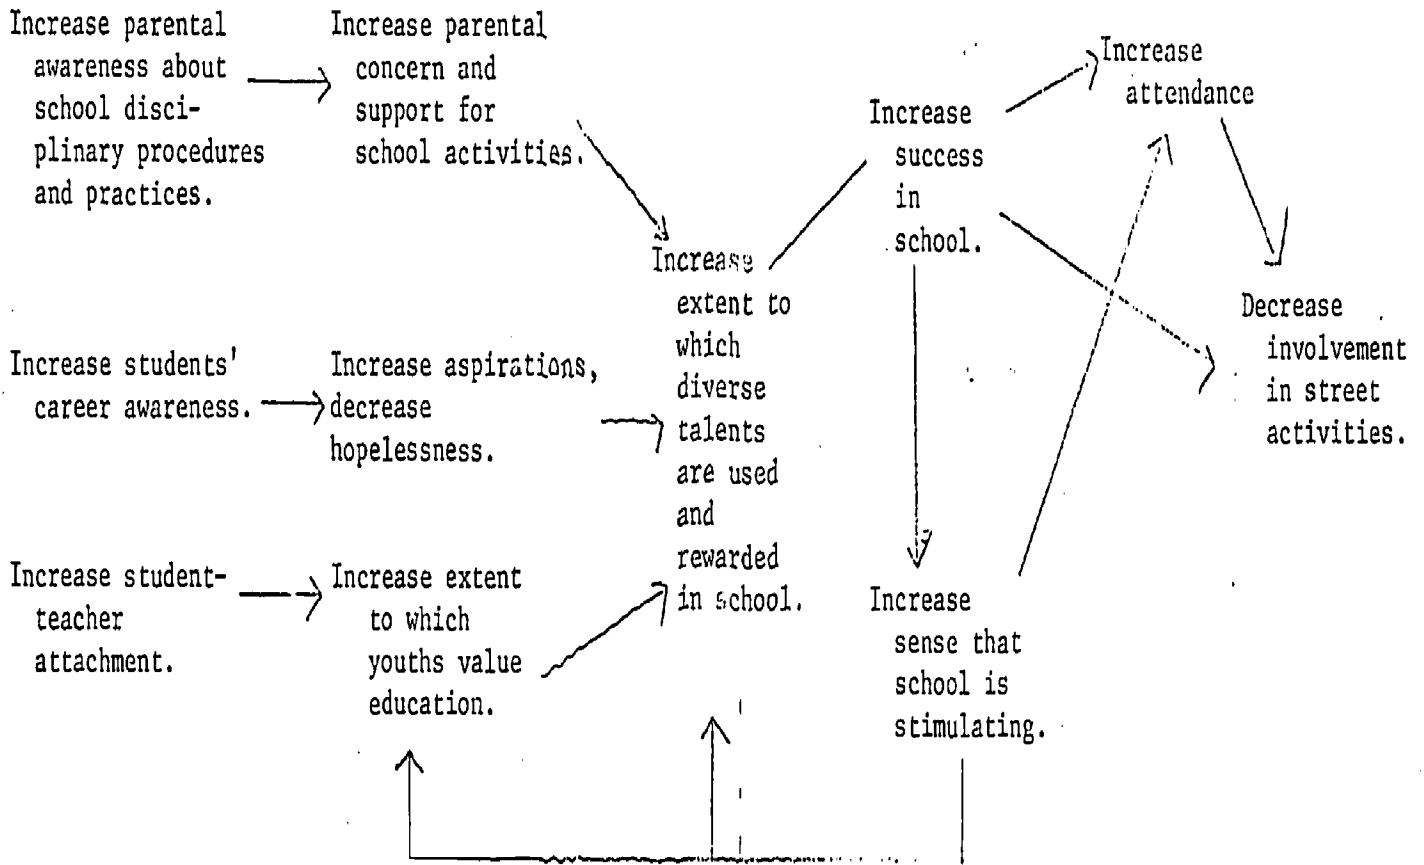 Increase parental
awareness about
school disci-
plinary procedures
and practices.
Increase parental
concern and
support for
school activities.
Increase students'
career awareness.
Increase aspirations,
decrease
hopelessness.
Increase student-
teacher
attachment.
Increase extent
to which
youths value
education.
Increase
extent to
which
diverse
talents
are used
and
rewarded
in school.
Increase
success
in
school.
Increase
sense that
school is
stimulating.
Increase
attendance
Decrease
involvement
in street
activities.